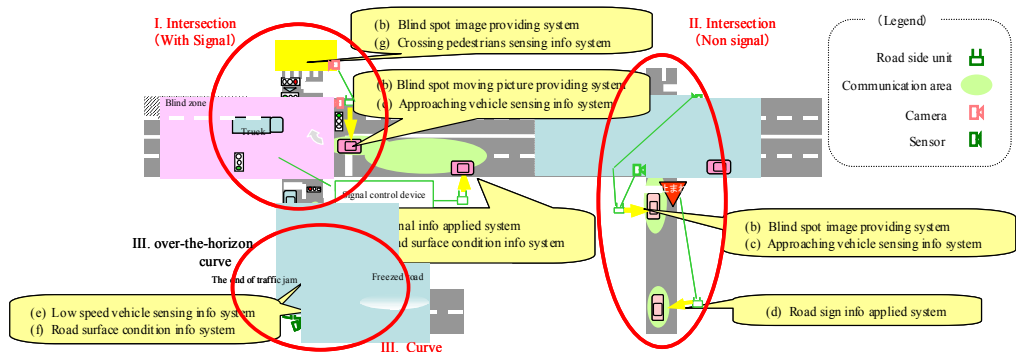 I. Intersection
(With Signal)
(b) Blind spot image providing system
(g) Crossing pedestrians sensing info system
II. Intersection
(Non signal)
(Legend)
Road side unit
Communication area
Camera
Sensor
(b) Blind spot moving picture providing system
(c) Approaching vehicle sensing info system
Blind zone
Truck
Signal control device
nal info applied system
nd surface condition info system
止まれ
(b) Blind spot image providing system
(c) Approaching vehicle sensing info system
III. over-the-horizon
curve
The end of traffic jam
Freezed road
(e) Low speed vehicle sensing info system
(f) Road surface condition info system
(d) Road sign info applied system
III. Curve